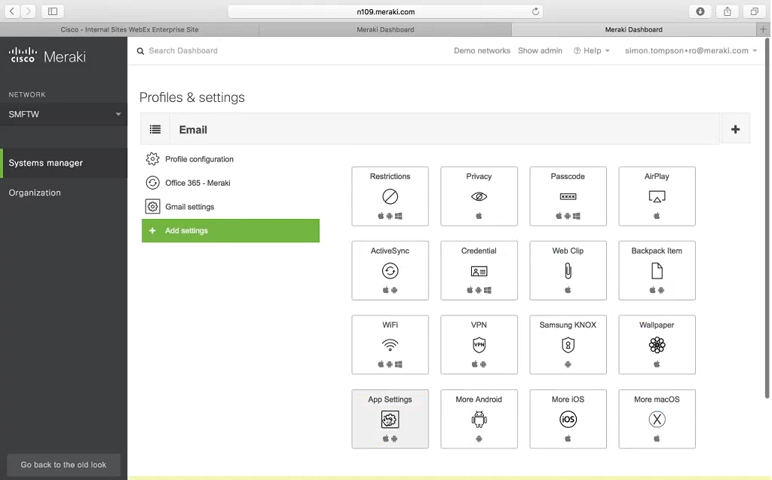 n109.meraki.com
Cisco - Internal Sites WebEx Enterprise Site
Meraki Dashboard
Meraki Dashboard
cisco Meraki
Search Dashboard
Demo networks
Show admin
Help
simon.tompson+ro@meraki.com
NETWORK
SMFTW
Systems manager
Organization
Go back to the old look
Profiles & settings
Email
Profile configuration
Office 365 - Meraki
Gmail settings
Add settings
Restrictions
Privacy
Passcode
AirPlay
ActiveSync
Credential
Web Clip
Backpack Item
WiFi
VPN
VPN
Samsung KNOX
Wallpaper
App Settings
More Android
More iOS
iOS
More macOS
X